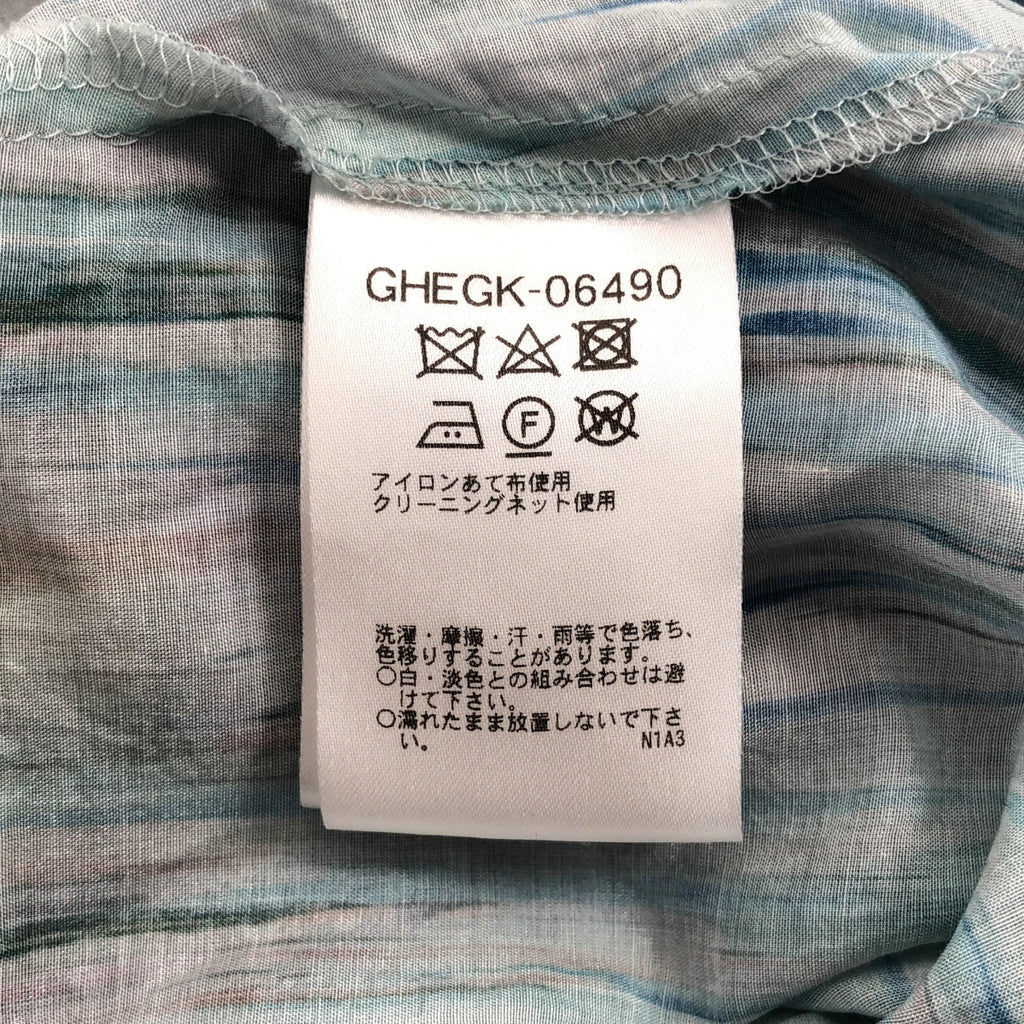 GHEGK-06490
F
W
アイロンあて布使用
クリーニングネット使用
洗濯・摩擦・汗・雨等で色落ち、
色移りすることがあります。
○白・淡色との組み合わせは避
けて下さい。
○濡れたまま放置しないで下さ
い。 N1A3